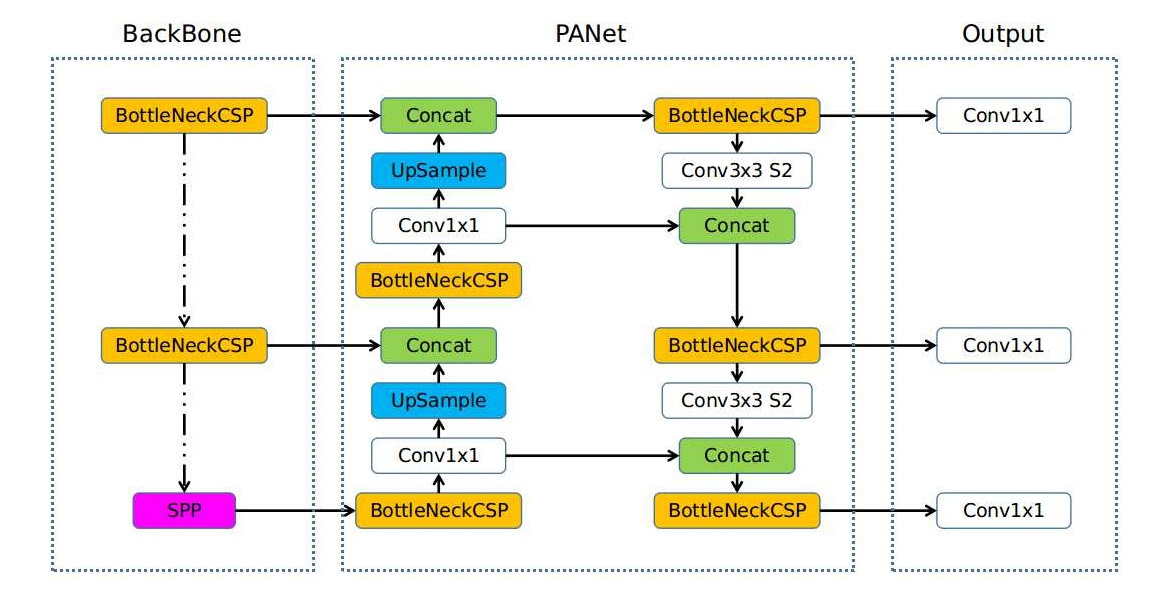 BackBone
PANet
Output
BottleNeckCSP
Concat
BottleNeckCSP
Conv1x1
UpSample
Conv3x3 S2
Conv1x1
Concat
BottleNeckCSP
BottleNeckCSP
Concat
BottleNeckCSP
Conv1x1
UpSample
Conv3x3 S2
Conv1x1
Concat
SPP
BottleNeckCSP
BottleNeckCSP
Conv1x1